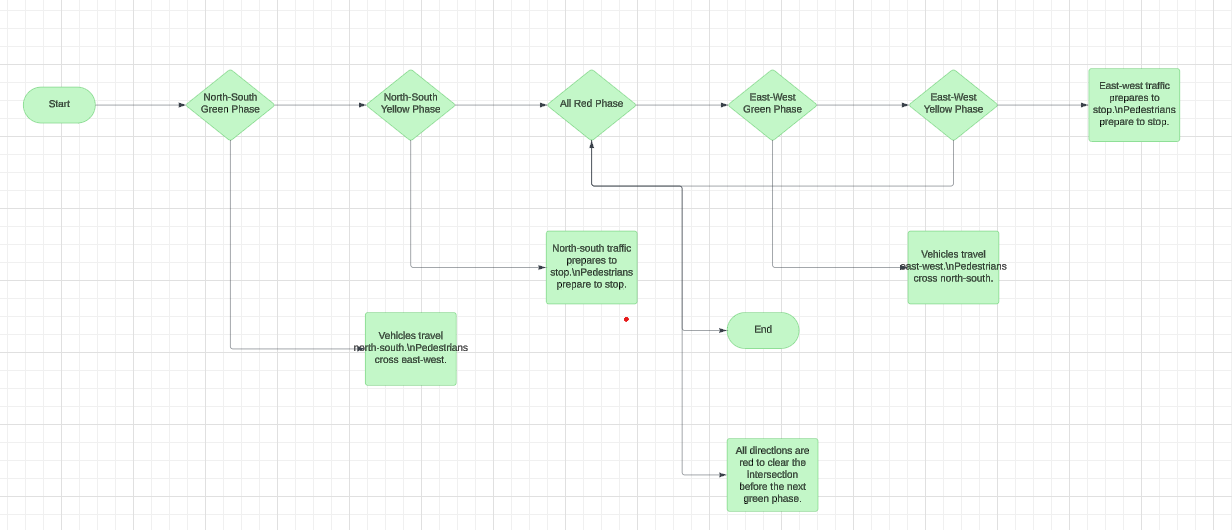 Start
North-South
Green Phase
North-South
Yellow Phase
All Red Phase
East-West
Green Phase
East-West
Yellow Phase
East-west traffic
prepares to
stop.\nPedestrians
prepare to stop.
North-south traffic
prepares to
stop.\nPedestrians
prepare to stop.
Vehicles travel
east-west.\nPedestrians
cross north-south.
Vehicles travel
north-south.\nPedestrians
cross east-west.
End
All directions are
red to clear the
intersection
before the next
green phase.